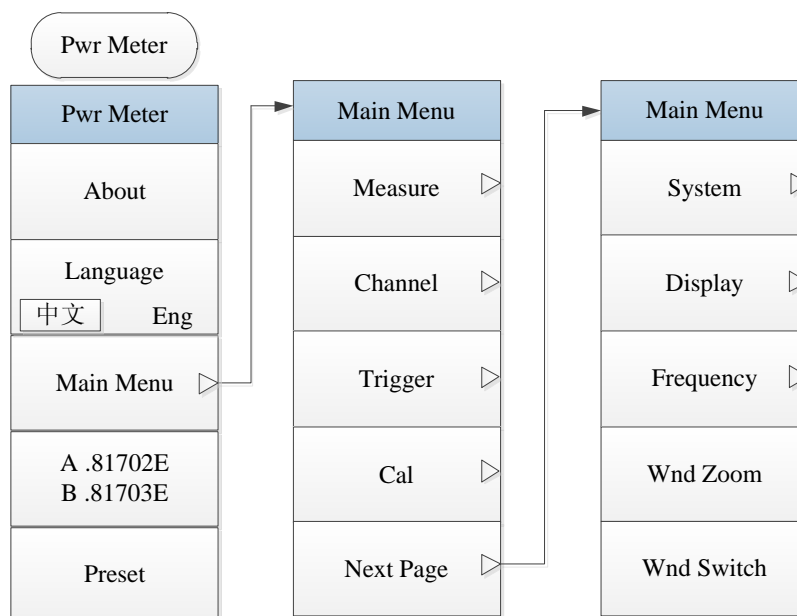 Pwr Meter
Pwr Meter
About
Language
中文 Eng
Main Menu
A .81702E
B .81703E
Preset
Main Menu
Measure
Channel
Trigger
Cal
Next Page
Main Menu
System
Display
Frequency
Wnd Zoom
Wnd Switch